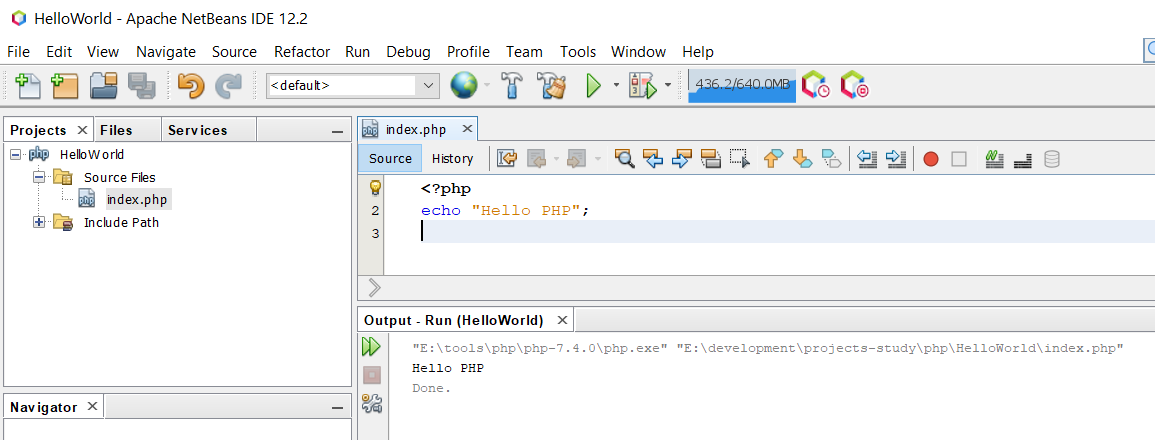 HelloWorld - Apache NetBeans IDE 12.2
File Edit View Navigate Source Refactor Run Debug Profile Team Tools Window Help
<default> 436.2/640.0MB
Projects Files Services
HelloWorld
Source Files
index.php
Include Path
Navigator
index.php
Source History
<?php
2 echo "Hello PHP";
3
Output - Run (HelloWorld)
"E:\tools\php\php-7.4.0\php.exe" "E:\development\projects-study\php\HelloWorld\index.php"
Hello PHP
Done.